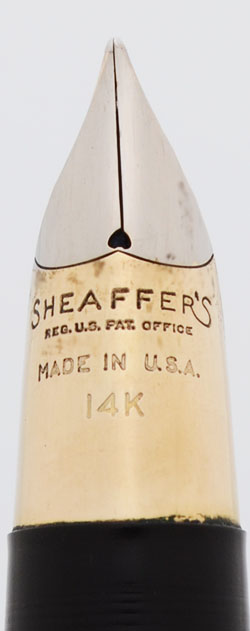 SHEAFFER'S
REG. U.S. PAT. OFFICE
MADE IN U.S.A.
14K